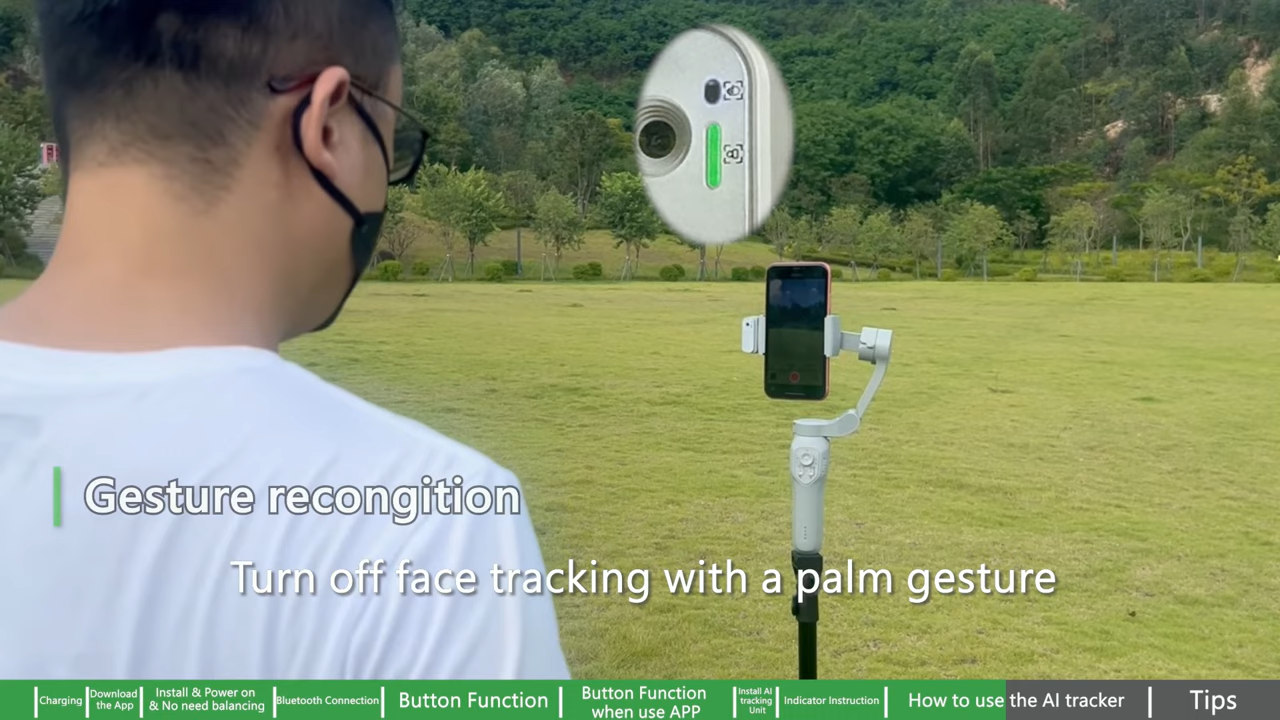 Gesture recongition
Turn off face tracking with a palm gesture
Charging
Download
the App
Install & Power on
& No need balancing
Bluetooth Connection
Button Function
Button Function
when use APP
Install AI
tracking
Unit
Indicator Instruction
How to use the AI tracker
Tips